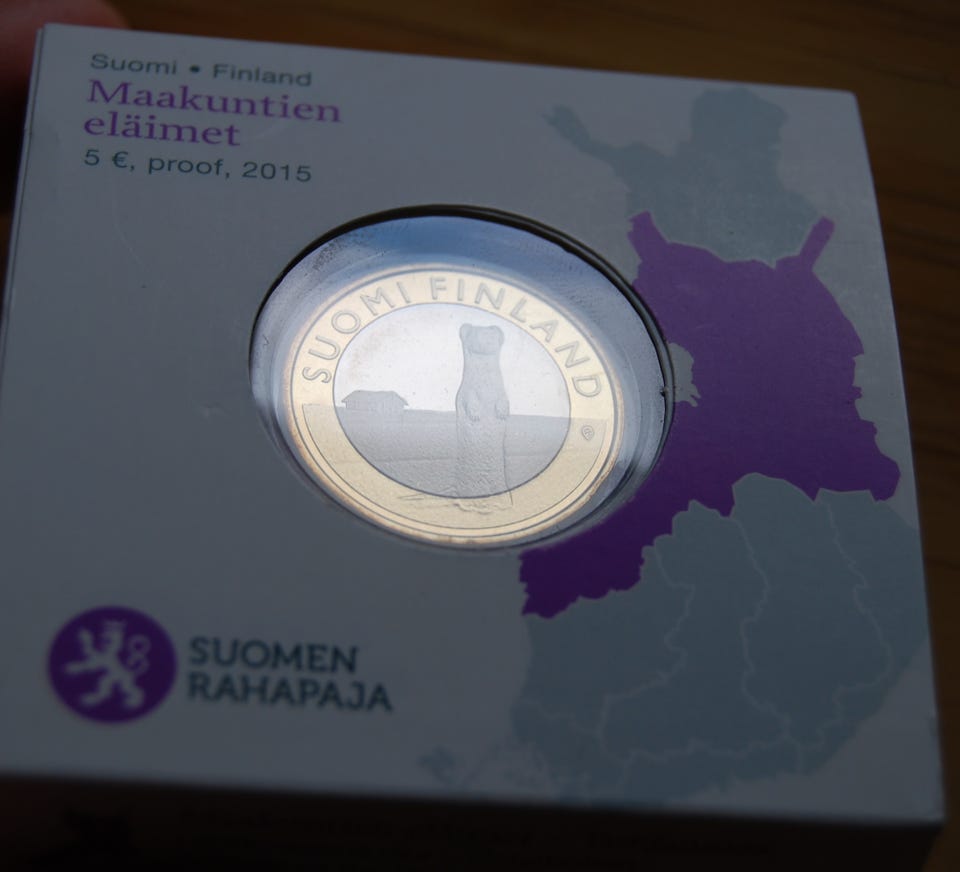 Suomi • Finland
Maakuntien
eläimet
5 €, proof, 2015
SUOMI FINLAND
SUOMEN
RAHAPAJA